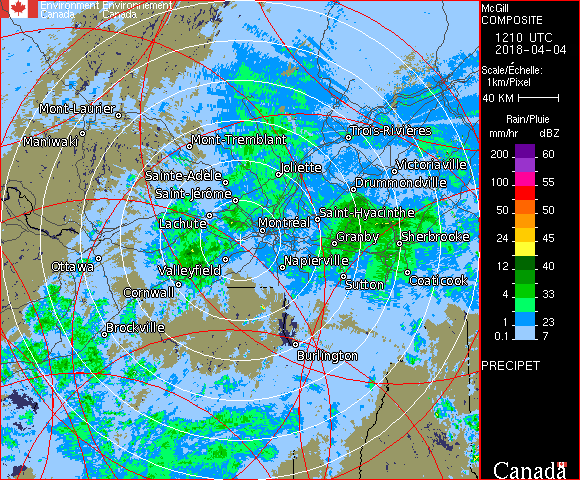 Environment Environnement
Canada Canada
McGill
COMPOSITE
1210 UTC
2018-04-04
Scale/Échelle:
1km/Pixel
40 KM
Rain/Pluie
mm/hr dBZ
200 60
100 55
50 50
24 45
12 40
4 33
1 23
0.1 7
PRECIPET
Canada
Mont-Laurier
Maniwaki
Mont-Tremblant
Trois-Rivières
Victoriaville
Joliette
Sainte-Adèle
Drummondville
Saint-Jérôme
Saint-Hyacinthe
Lachute
Montréal
Granby
Sherbrooke
Ottawa
Valleyfield
Napierville
Sutton
Coaticook
Cornwall
Brockville
Burlington